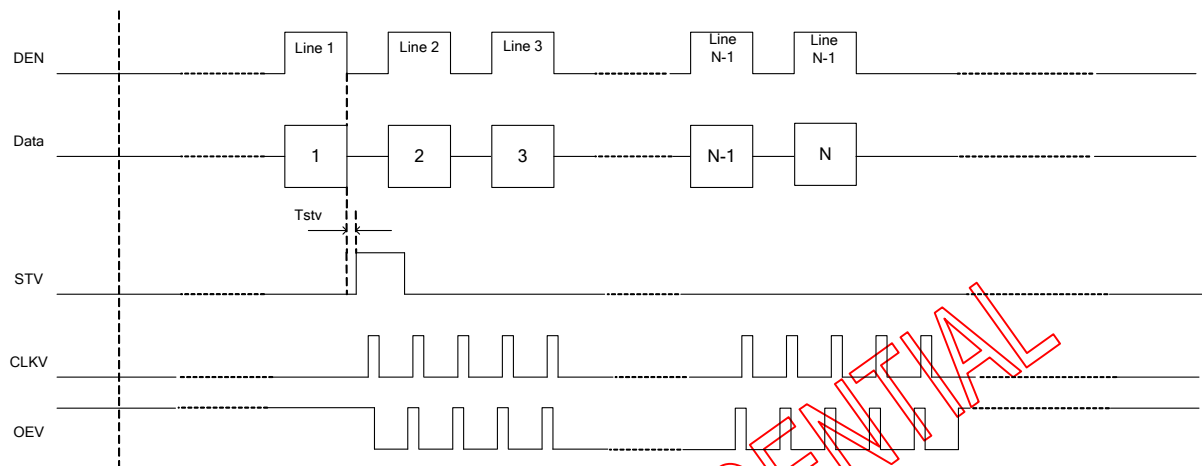 DEN
Line 1
Line 2
Line 3
Line
N-1
Line
N-1
Data
1
2
3
N-1
N
Tstv
STV
CLKV
OEV
ENTIAL